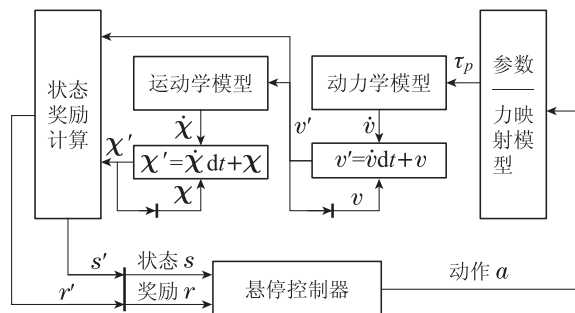 状态
奖励
计算
运动学模型
动力学模型
参数
力映
射模
型
τp
χ̇
v′
v̇
χ′
χ′=χ̇dt+χ
v′=v̇dt+v
χ
v
s′
状态 s
r′
奖励 r
悬停控制器
动作 a